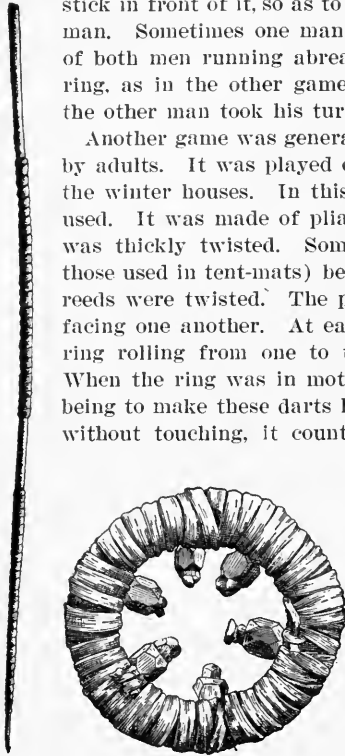 stick in front of it, so as to
man. Sometimes one man
of both men running abrea
ring, as in the other game
the other man took his tur
Another game was genera
by adults. It was played o
the winter houses. In this
used. It was made of plia
was thickly twisted. Som
those used in tent-mats) be
reeds were twisted. The p
facing one another. At ea
ring rolling from one to t
When the ring was in mot
being to make these darts h
without touching, it count